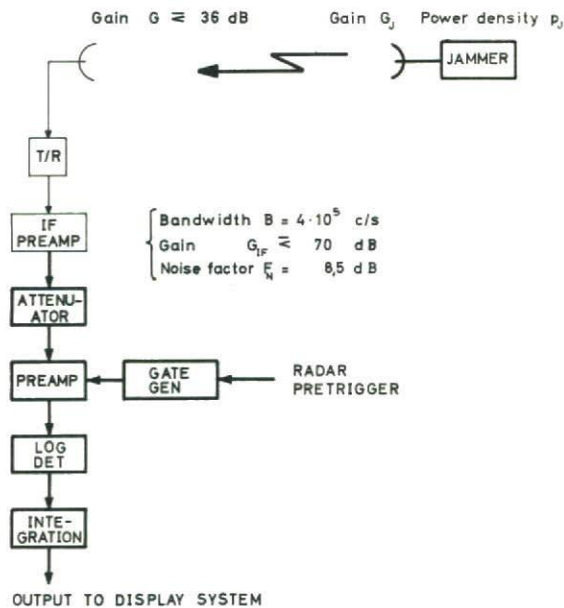 Gain G ≷ 36 dB
Gain G_J Power density p_J
JAMMER
T/R
IF
PREAMP
Bandwidth B = 4·10⁵ c/s
Gain G_IF ≶ 70 dB
Noise factor F_N = 8,5 dB
ATTENU-
ATOR
PREAMP
GATE
GEN
RADAR
PRETRIGGER
LOG
DET
INTE-
GRATION
OUTPUT TO DISPLAY SYSTEM